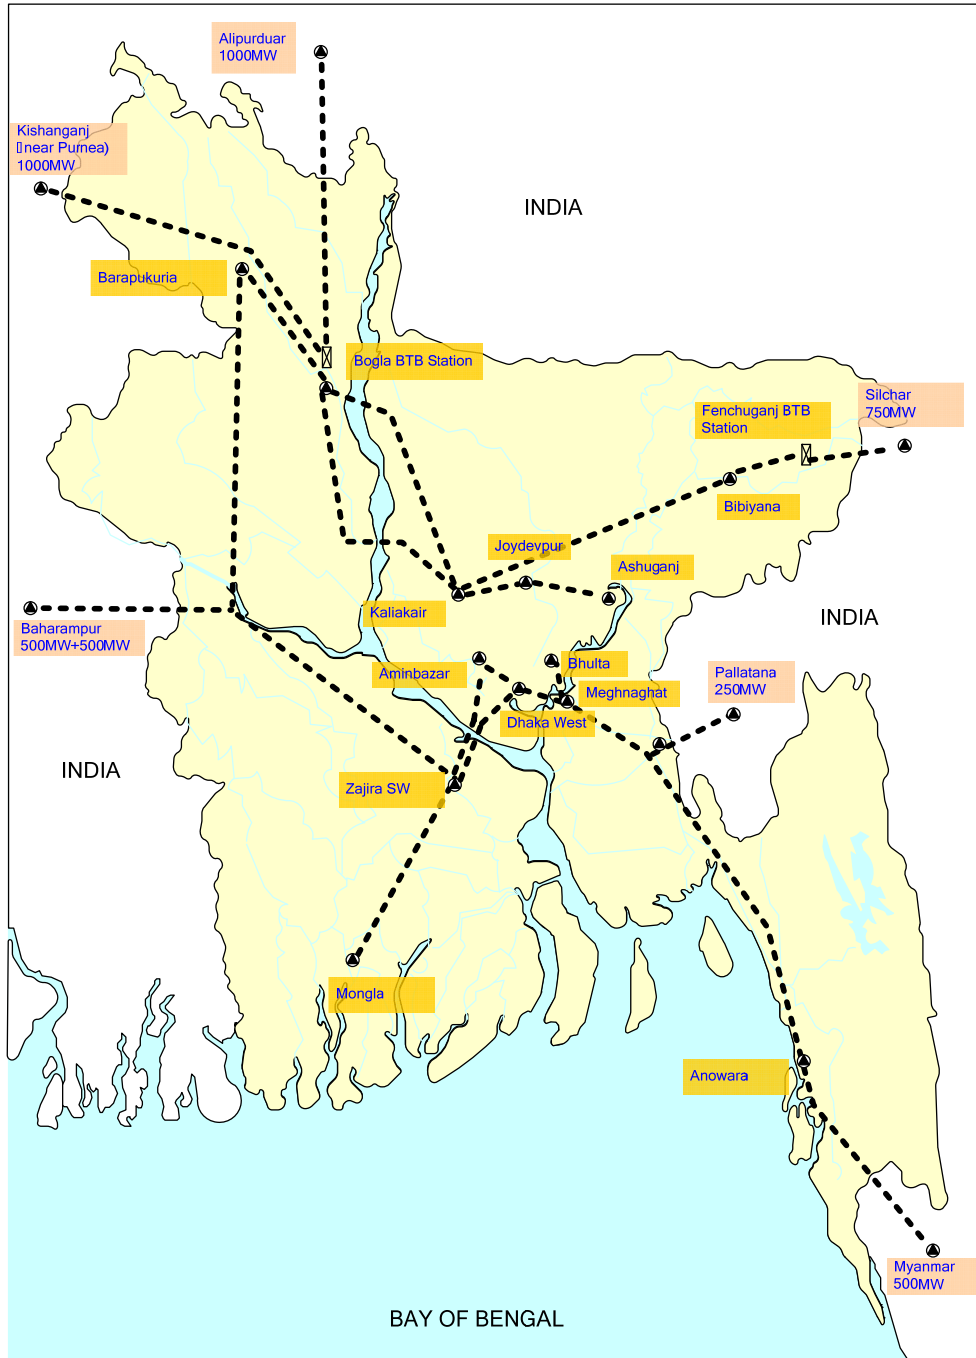 Alipurduar
1000MW
Kishanganj
(near Purnea)
1000MW
INDIA
Barapukuria
Bogla BTB Station
Silchar
750MW
Fenchuganj BTB
Station
Bibiyana
Joydevpur
Ashuganj
Kaliakair
INDIA
Baharampur
500MW+500MW
Aminbazar
Bhulta
Pallatana
250MW
Meghnaghat
Dhaka West
INDIA
Zajira SW
Mongla
Anowara
Myanmar
500MW
BAY OF BENGAL